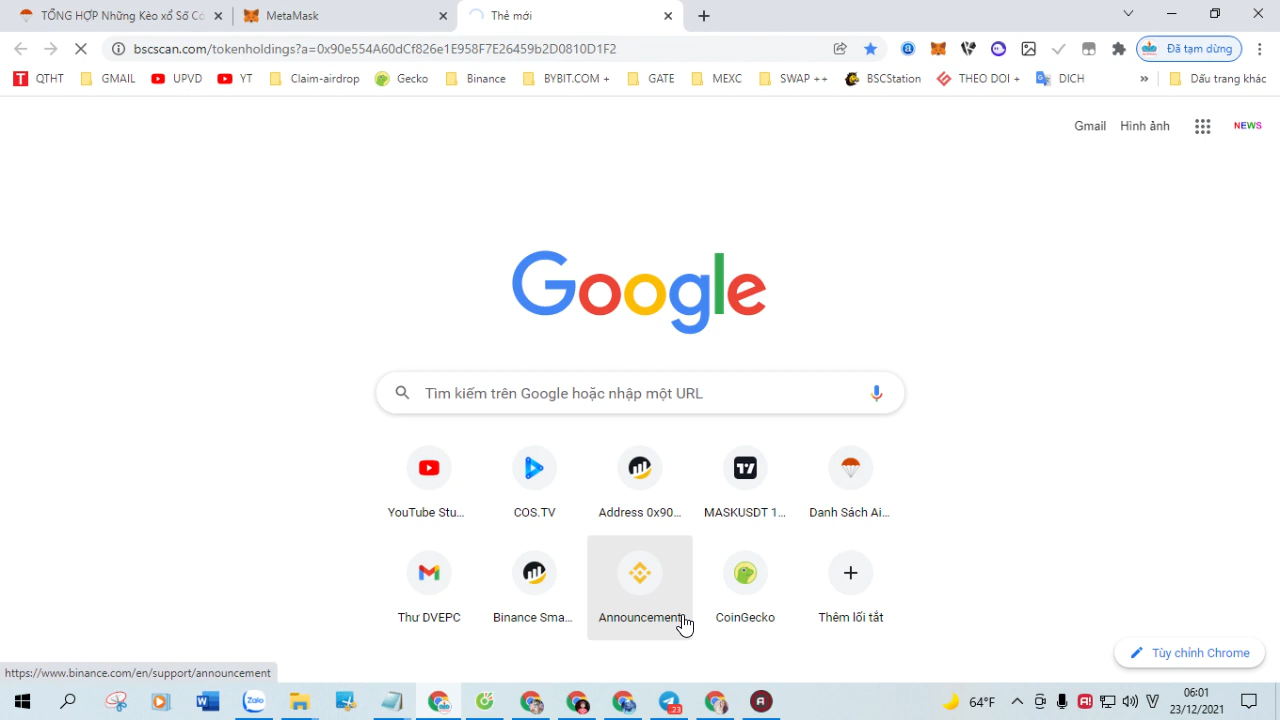 TỔNG HỢP Những Kèo xổ Số Có
MetaMask
Thẻ mới
bscscan.com/tokenholdings?a=0x90e554A60dCf826e1E958F7E26459b2D0810D1F2
Đã tạm dừng
QTHT
GMAIL
UPVD
YT
Claim-airdrop
Gecko
Binance
BYBIT.COM +
GATE
MEXC
SWAP ++
BSCStation
THEO DOI +
DICH
»
Dấu trang khác
Gmail
Hình ảnh
NEWS
Google
Tìm kiếm trên Google hoặc nhập một URL
YouTube Stu...
COS.TV
Address 0x90...
MASKUSDT 1...
Danh Sách Ai...
Thư DVEPC
Binance Sma...
Announcement
CoinGecko
Thêm lối tắt
Tùy chỉnh Chrome
https://www.binance.com/en/support/announcement
Zalo
23
64°F
06:01
23/12/2021